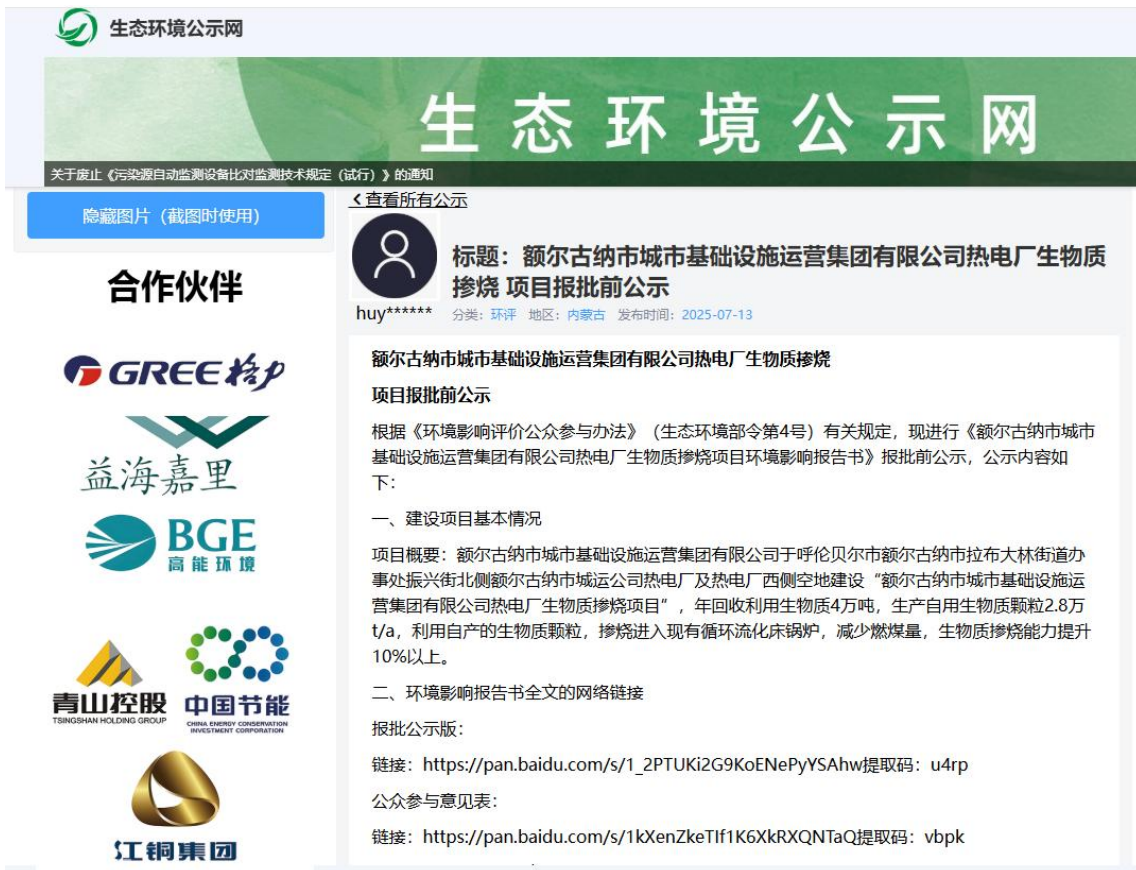 生态环境公示网
生态环境公示网
关于废止《污染源自动监测设备比对监测技术规定（试行）》的通知
隐藏图片（截图时使用）
合作伙伴
GREE格力
益海嘉里
BGE
高能环境
青山控股
TSINGSHAN HOLDING GROUP
中国节能
CHINA ENERGY CONSERVATION
INVESTMENT CORPORATION
江铜集团
查看所有公示
huy******
标题：额尔古纳市城市基础设施运营集团有限公司热电厂生物质
掺烧 项目报批前公示
分类：环评 地区：内蒙古 发布时间：2025-07-13
额尔古纳市城市基础设施运营集团有限公司热电厂生物质掺烧
项目报批前公示
根据《环境影响评价公众参与办法》（生态环境部令第4号）有关规定，现进行《额尔古纳市城市
基础设施运营集团有限公司热电厂生物质掺烧项目环境影响报告书》报批前公示，公示内容如
下：
一、建设项目基本情况
项目概要：额尔古纳市城市基础设施运营集团有限公司于呼伦贝尔市额尔古纳市拉布大林街道办
事处振兴街北侧额尔古纳市城运公司热电厂及热电厂西侧空地建设“额尔古纳市城市基础设施运
营集团有限公司热电厂生物质掺烧项目”，年回收利用生物质4万吨，生产自用生物质颗粒2.8万
t/a，利用自产的生物质颗粒，掺烧进入现有循环流化床锅炉，减少燃煤量，生物质掺烧能力提升
10%以上。
二、环境影响报告书全文的网络链接
报批公示版：
链接：https://pan.baidu.com/s/1_2PTUKi2G9KoENePyYSAhw提取码：u4rp
公众参与意见表：
链接：https://pan.baidu.com/s/1kXenZkeTIf1K6XkRXQNTaQ提取码：vbpk